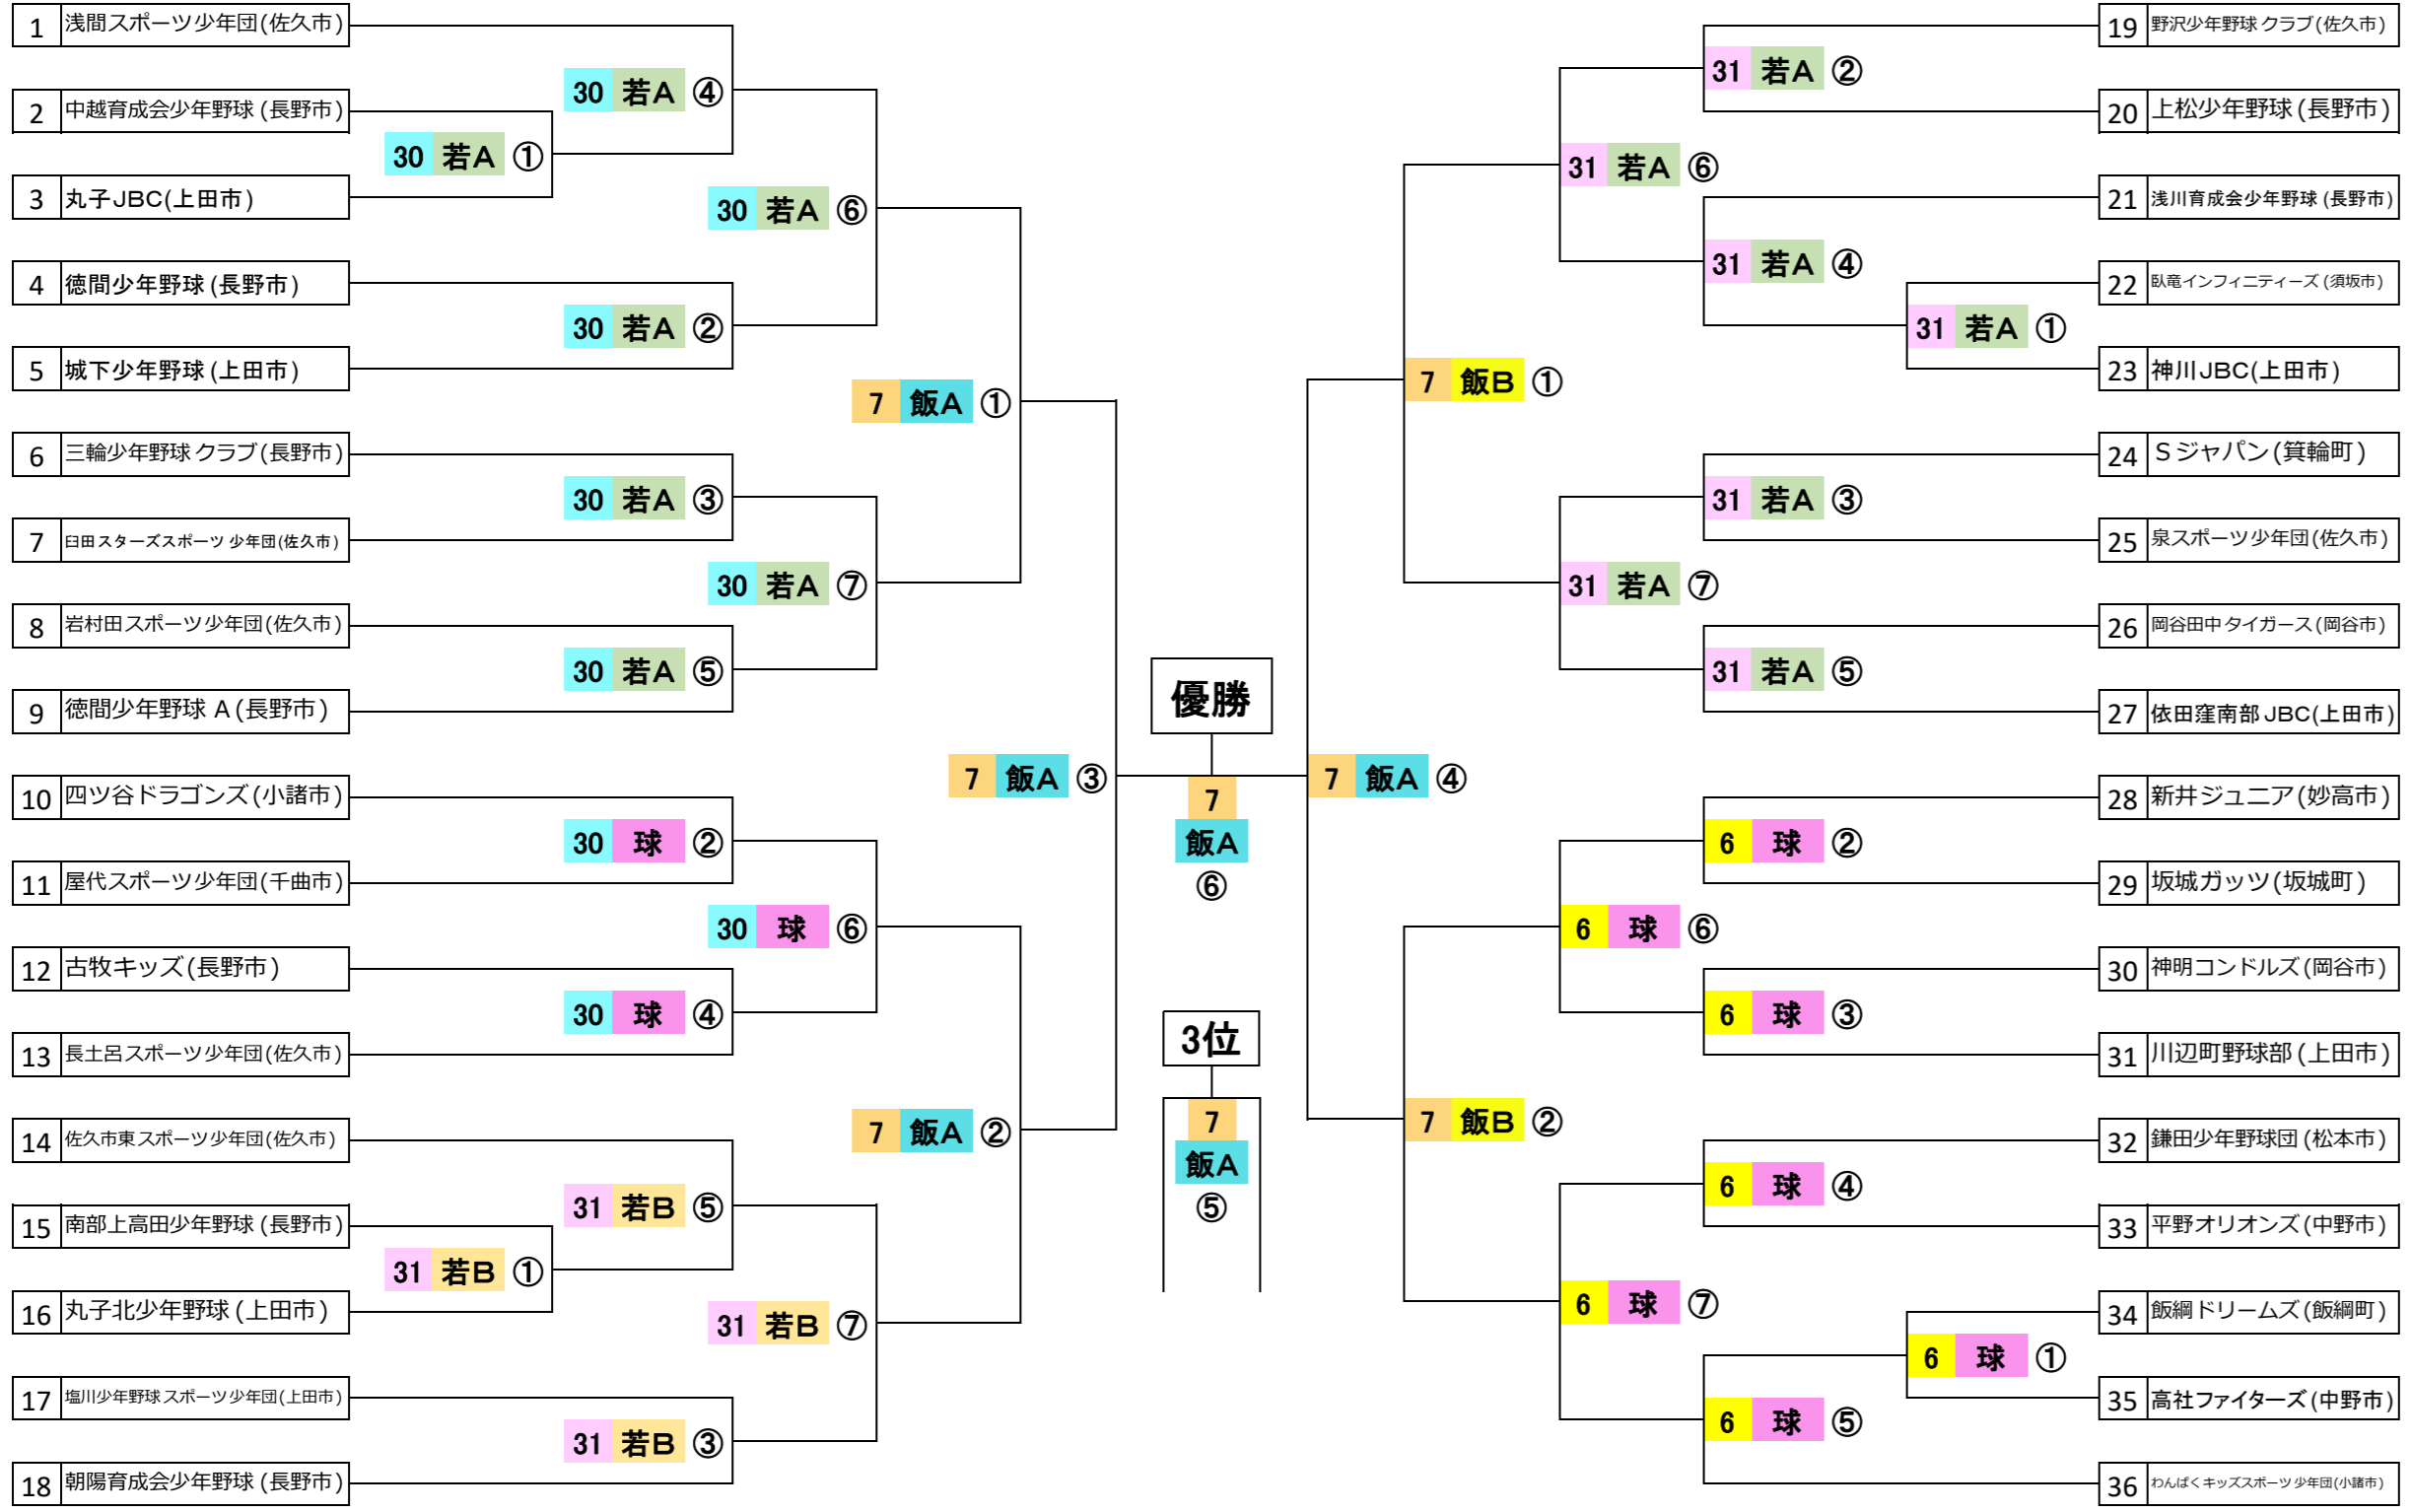 1 浅間スポーツ少年団(佐久市)
2 中越育成会少年野球(長野市)
3 丸子JBC(上田市)
4 徳間少年野球(長野市)
5 城下少年野球(上田市)
6 三輪少年野球クラブ(長野市)
7 臼田スターズスポーツ少年団(佐久市)
8 岩村田スポーツ少年団(佐久市)
9 徳間少年野球A(長野市)
10 四ツ谷ドラゴンズ(小諸市)
11 屋代スポーツ少年団(千曲市)
12 古牧キッズ(長野市)
13 長土呂スポーツ少年団(佐久市)
14 佐久市東スポーツ少年団(佐久市)
15 南部上高田少年野球(長野市)
16 丸子北少年野球(上田市)
17 塩川少年野球スポーツ少年団(上田市)
18 朝陽育成会少年野球(長野市)
30 若A ①
31 若B ①
30 若A ④
30 若A ②
30 若A ③
30 若A ⑤
30 球 ②
30 球 ④
31 若B ⑤
31 若B ③
30 若A ⑥
30 若A ⑦
30 球 ⑥
31 若B ⑦
7 飯A ①
7 飯A ②
7 飯A ③
優勝
7
飯A
⑥
3位
7
飯A
⑤
7 飯A ④
7 飯B ①
7 飯B ②
31 若A ⑥
31 若A ⑦
6 球 ⑥
6 球 ⑦
31 若A ②
31 若A ④
31 若A ③
31 若A ⑤
6 球 ②
6 球 ③
6 球 ④
6 球 ⑤
31 若A ①
6 球 ①
19 野沢少年野球クラブ(佐久市)
20 上松少年野球(長野市)
21 浅川育成会少年野球(長野市)
22 臥竜インフィニティーズ(須坂市)
23 神川JBC(上田市)
24 Sジャパン(箕輪町)
25 泉スポーツ少年団(佐久市)
26 岡谷田中タイガース(岡谷市)
27 依田窪南部JBC(上田市)
28 新井ジュニア(妙高市)
29 坂城ガッツ(坂城町)
30 神明コンドルズ(岡谷市)
31 川辺町野球部(上田市)
32 鎌田少年野球団(松本市)
33 平野オリオンズ(中野市)
34 飯綱ドリームズ(飯綱町)
35 高社ファイターズ(中野市)
36 わんぱくキッズスポーツ少年団(小諸市)